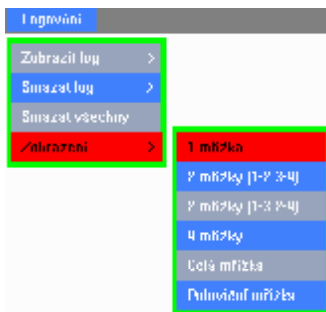 Logování
Zobrazit log >
Smazat log >
Smazat všechny
Zobrazení >
1 mřížka
2 mřížky (1-2 3-4)
2 mřížky (1-3 2-4)
4 mřížky
Celá mřížka
mřížka